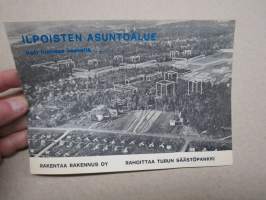 ILPOISTEN ASUNTOALUE
RAKENTAA RAKENNUS OY RAHOITTAA TURUN SÄÄSTÖPANKKI